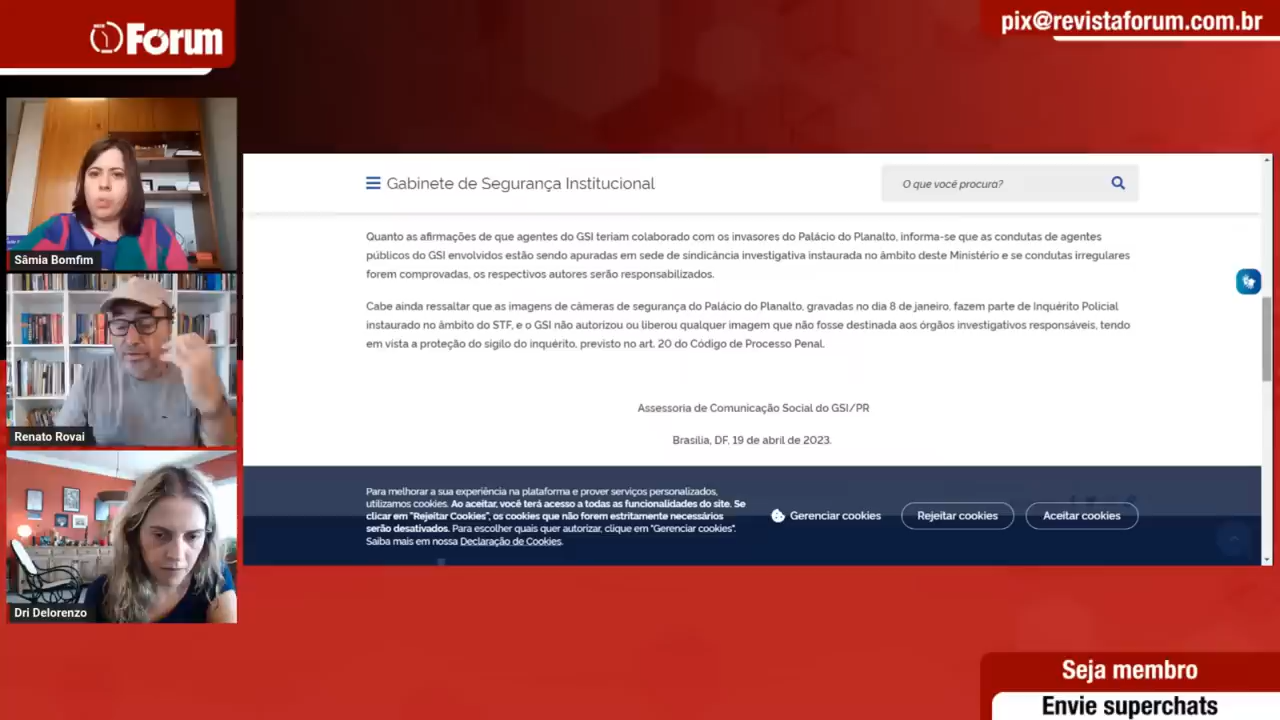 Forum
pix@revistaforum.com.br
Sâmia Bomfim
Renato Rovai
Dri Delorenzo
Gabinete de Segurança Institucional
O que você procura?
Quanto as afirmações de que agentes do GSI teriam colaborado com os invasores do Palácio do Planalto, informa-se que as condutas de agentes
públicos do GSI envolvidos estão sendo apuradas em sede de sindicância investigativa instaurada no âmbito deste Ministério e se condutas irregulares
forem comprovadas, os respectivos autores serão responsabilizados.
Cabe ainda ressaltar que as imagens de câmeras de segurança do Palácio do Planalto, gravadas no dia 8 de janeiro, fazem parte de Inquérito Policial
instaurado no âmbito do STF, e o GSI não autorizou ou liberou qualquer imagem que não fosse destinada aos órgãos investigativos responsáveis, tendo
em vista a proteção do sigilo do inquérito, previsto no art. 20 do Código de Processo Penal.
Assessoria de Comunicação Social do GSI/PR
Brasília, DF, 19 de abril de 2023.
Para melhorar a sua experiência na plataforma e prover serviços personalizados,
utilizamos cookies. Ao aceitar, você terá acesso a todas as funcionalidades do site. Se
clicar em "Rejeitar Cookies", os cookies que não forem estritamente necessários
serão desativados. Para escolher quais quer autorizar, clique em "Gerenciar cookies".
Saiba mais em nossa Declaração de Cookies.
Gerenciar cookies
Rejeitar cookies
Aceitar cookies
Seja membro
Envie superchats